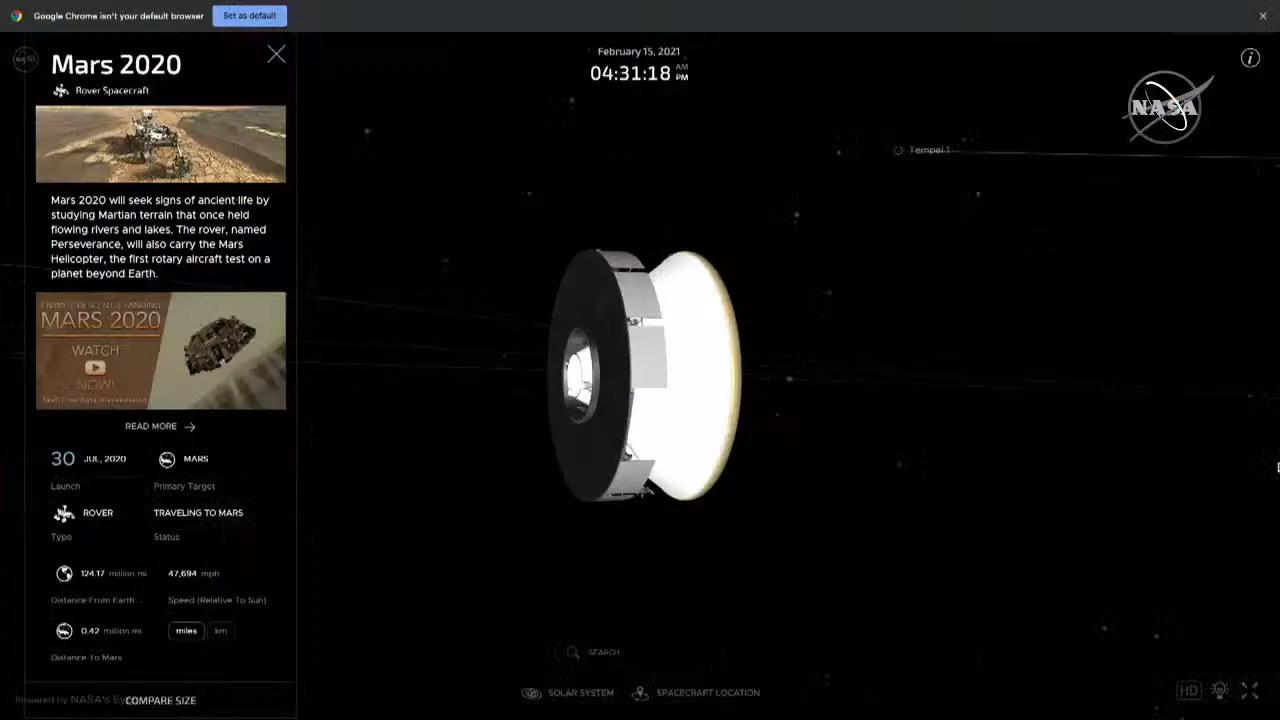 Google Chrome isn't your default browser
Set as default
Mars 2020
Rover Spacecraft
Mars 2020 will seek signs of ancient life by
studying Martian terrain that once held
flowing rivers and lakes. The rover, named
Perseverance, will also carry the Mars
Helicopter, the first rotary aircraft test on a
planet beyond Earth.
MARS 2020
WATCH
NOW!
READ MORE
30 JUL, 2020
Launch
MARS
Primary Target
ROVER
Type
TRAVELING TO MARS
Status
124.17 million mi
Distance From Earth
47,694 mph
Speed (Relative To Sun)
0.42 million mi
Distance To Mars
miles km
Powered by NASA's Ey
COMPARE SIZE
February 15, 2021
04:31:18 AM
PM
i
NASA
Tempel 1
SEARCH
SOLAR SYSTEM
SPACECRAFT LOCATION
HD